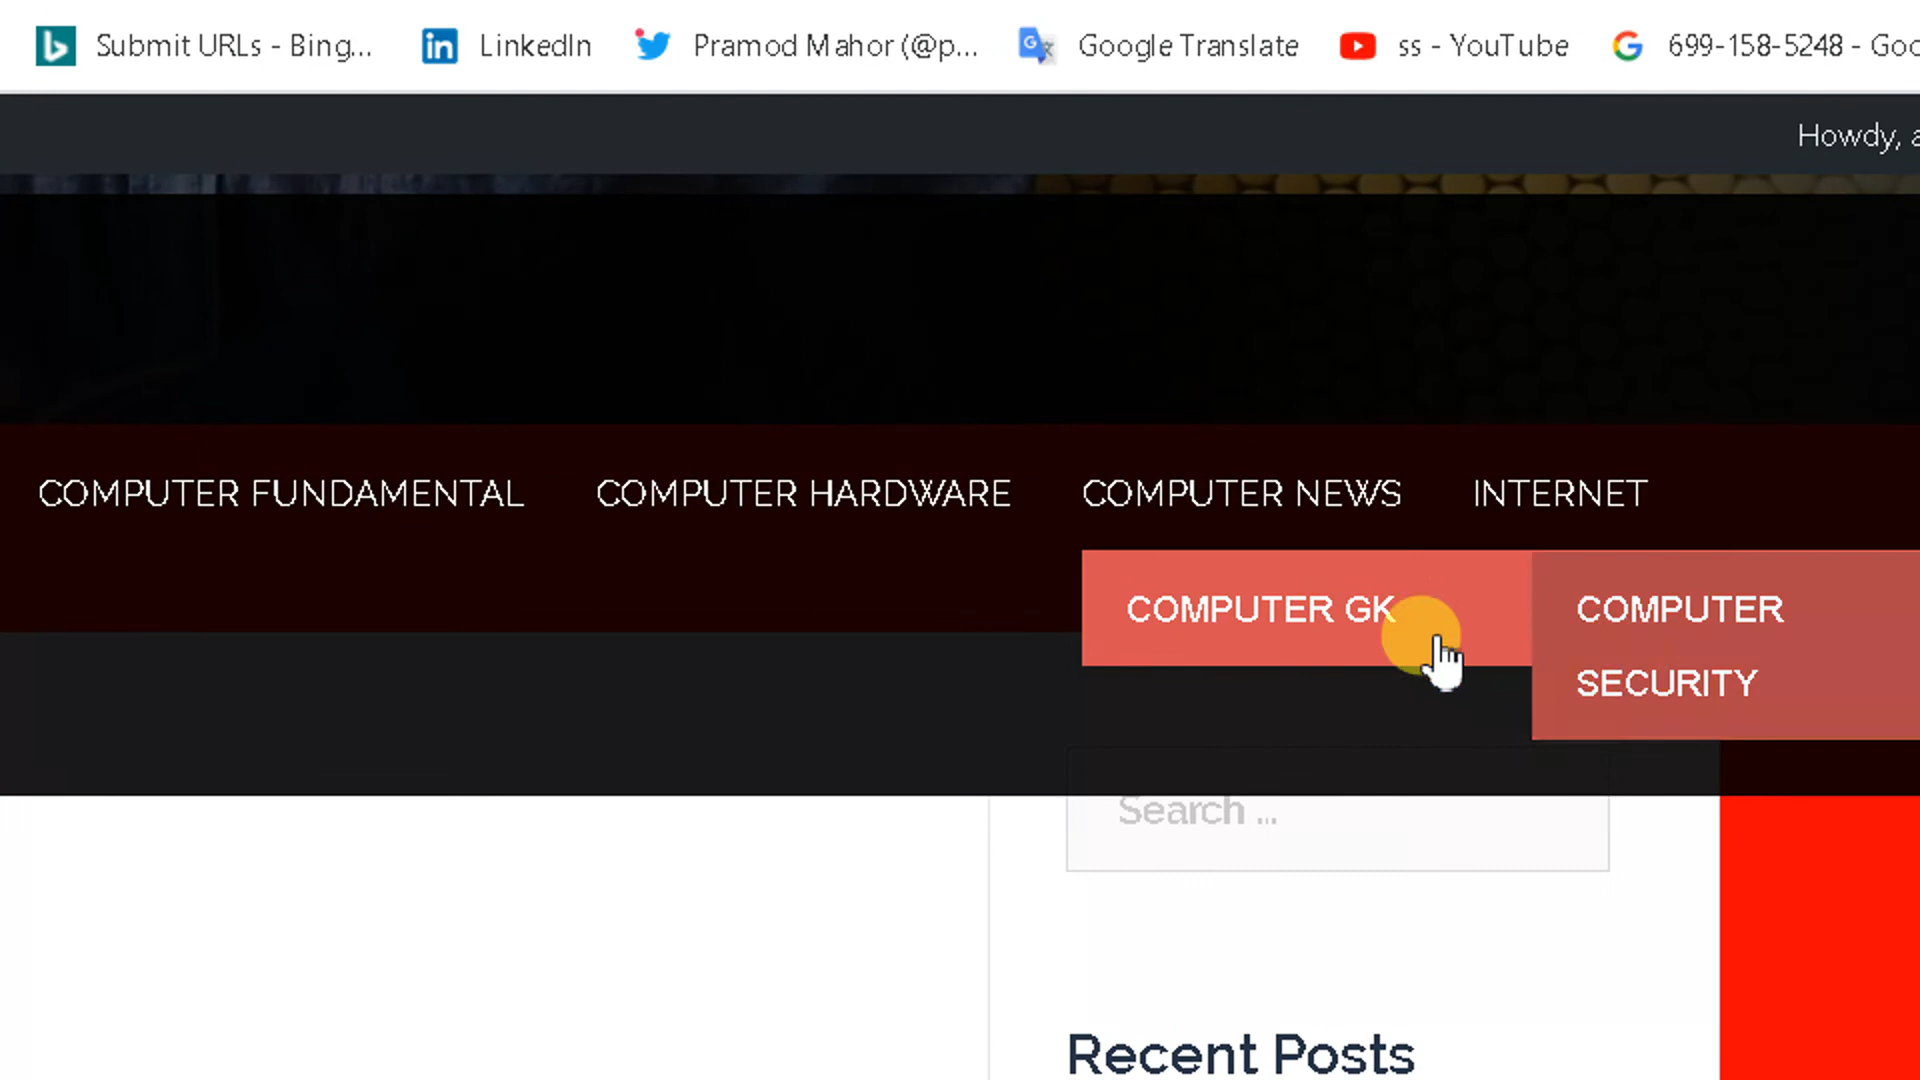 Submit URLs - Bing... LinkedIn Pramod Mahor (@p... Google Translate ss - YouTube 699-158-5248 - Goo
Howdy, a
COMPUTER FUNDAMENTAL COMPUTER HARDWARE COMPUTER NEWS INTERNET
COMPUTER GK COMPUTER
SECURITY
Search ...
Recent Posts